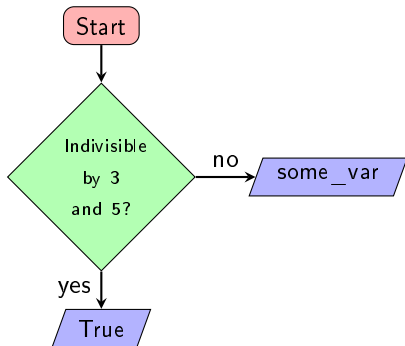 Start
Indivisible
by 3
and 5?
no
some_var
yes
True